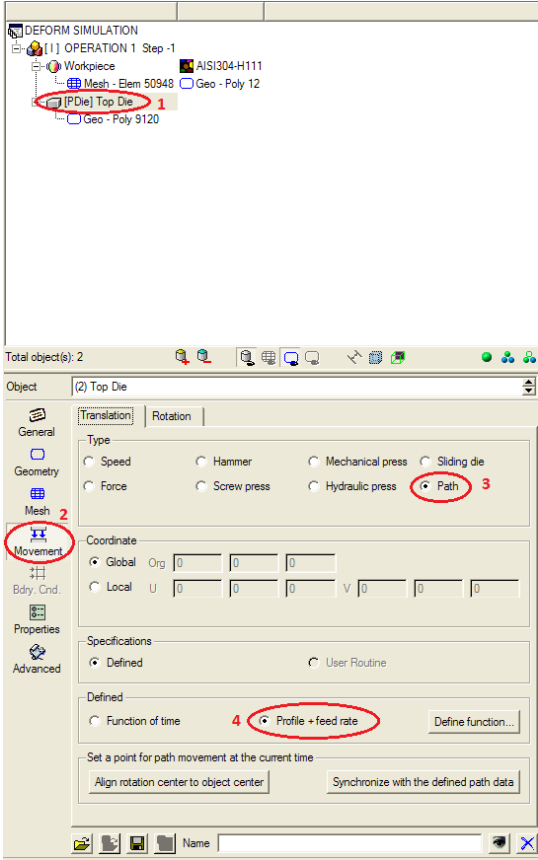 DEFORM SIMULATION
[1] OPERATION 1 Step -1
Workpiece AISI304-H111
Mesh - Elem 50948 Geo - Poly 12
[PDie] Top Die 1
Geo - Poly 9120
Total object(s): 2
Object (2) Top Die
General
Geometry
Mesh
2
Movement
Bdry. Cnd.
Properties
Advanced
Translation Rotation
Type
Speed Hammer Mechanical press Sliding die
Force Screw press Hydraulic press Path 3
Coordinate
Global Org 0 0 0
Local U 0 0 0 V 0 0 0
Specifications
Defined User Routine
Defined
Function of time 4 Profile + feed rate Define function...
Set a point for path movement at the current time
Align rotation center to object center Synchronize with the defined path data
Name